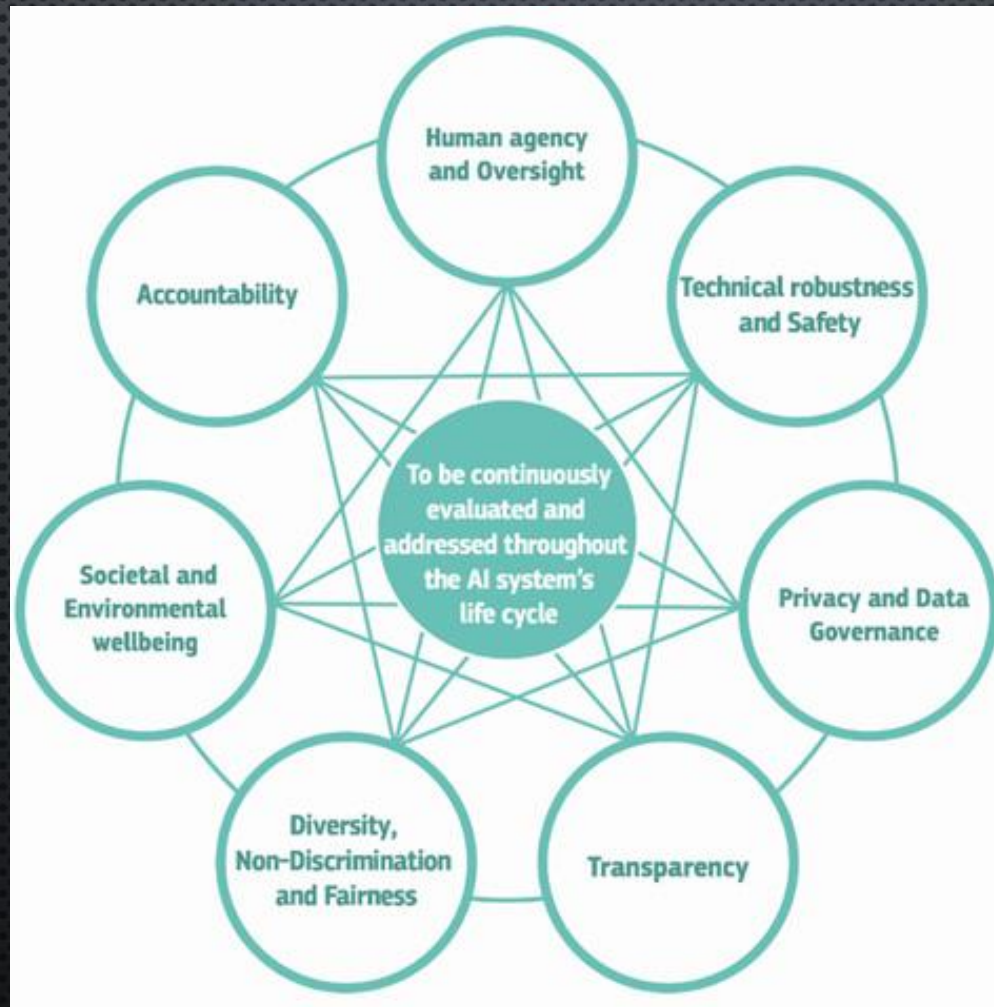 Human agency
and Oversight
Technical robustness
and Safety
Privacy and Data
Governance
Transparency
Diversity,
Non-Discrimination
and Fairness
Societal and
Environmental
wellbeing
Accountability
To be continuously
evaluated and
addressed throughout
the AI system's
life cycle